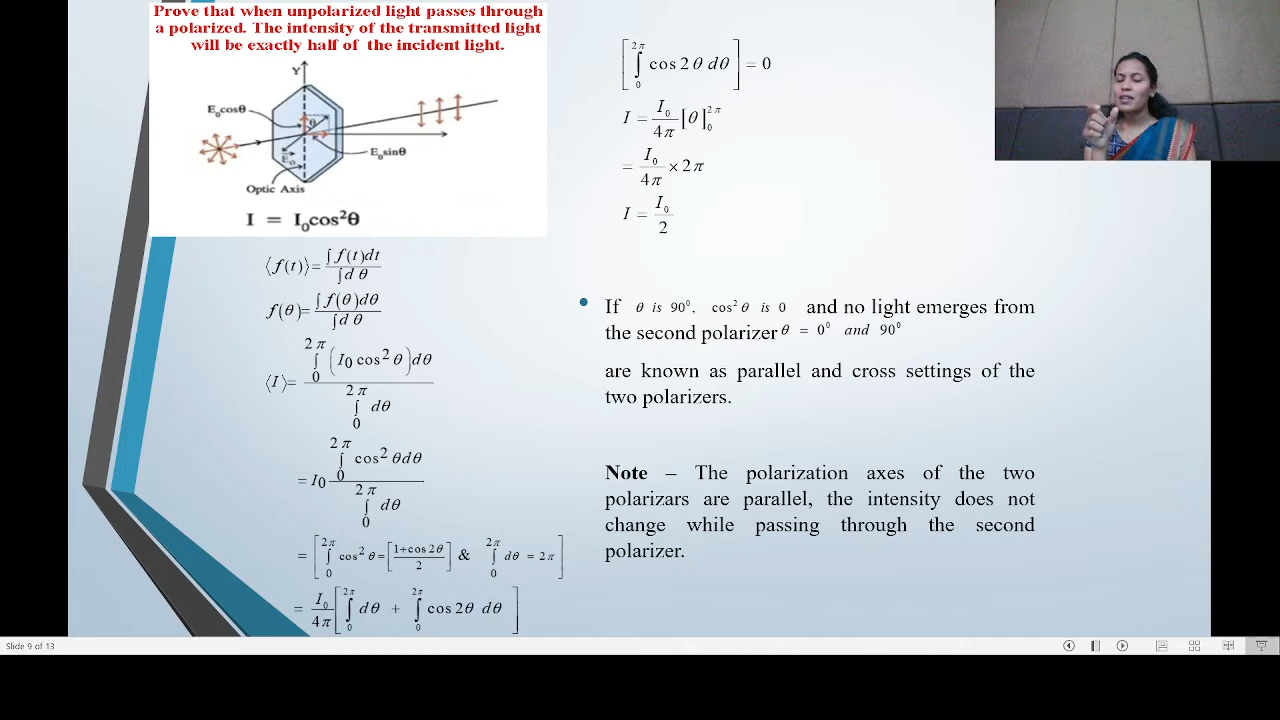 Prove that when unpolarized light passes through
a polarized. The intensity of the transmitted light
will be exactly half of the incident light.
Y
E₀cosθ
θ
E₀sinθ
E₀
Optic Axis
I = I₀cos²θ
⟨f(t)⟩= ∫f(t)dt / ∫d θ
f(θ)= ∫f(θ)dθ / ∫d θ
⟨I⟩= ∫₀^{2π} (I₀ cos² θ)dθ / ∫₀^{2π} dθ
= I₀ ∫₀^{2π} cos² θdθ / ∫₀^{2π} dθ
= [∫₀^{2π} cos² θ=[1+cos 2θ / 2] & ∫₀^{2π} dθ = 2π]
= I₀/4π [∫₀^{2π} dθ + ∫₀^{2π} cos 2θ dθ]
[∫₀^{2π} cos 2θ dθ] = 0
I = I₀/4π [θ]₀^{2π}
= I₀/4π × 2π
I = I₀/2
• If θ is 90⁰, cos² θ is 0 and no light emerges from
the second polarizer θ = 0⁰ and 90⁰
are known as parallel and cross settings of the
two polarizers.
Note – The polarization axes of the two
polarizars are parallel, the intensity does not
change while passing through the second
polarizer.
Slide 9 of 13